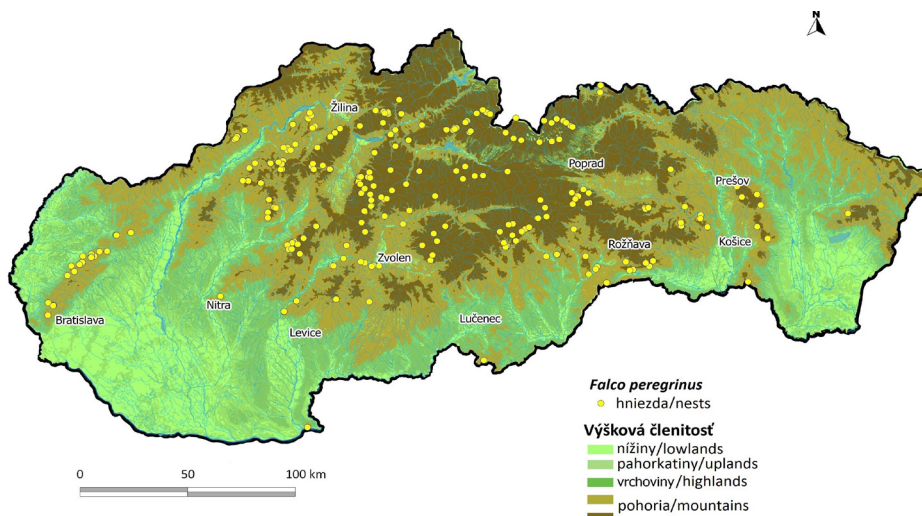 N
Žilina
Poprad
Prešov
Rožňava
Košice
Zvolen
Nitra
Bratislava
Levice
Lučenec
Falco peregrinus
hniezda/nests
Výšková členitosť
nížiny/lowlands
pahorkatiny/uplands
vrchoviny/highlands
pohoria/mountains
0 50 100 km